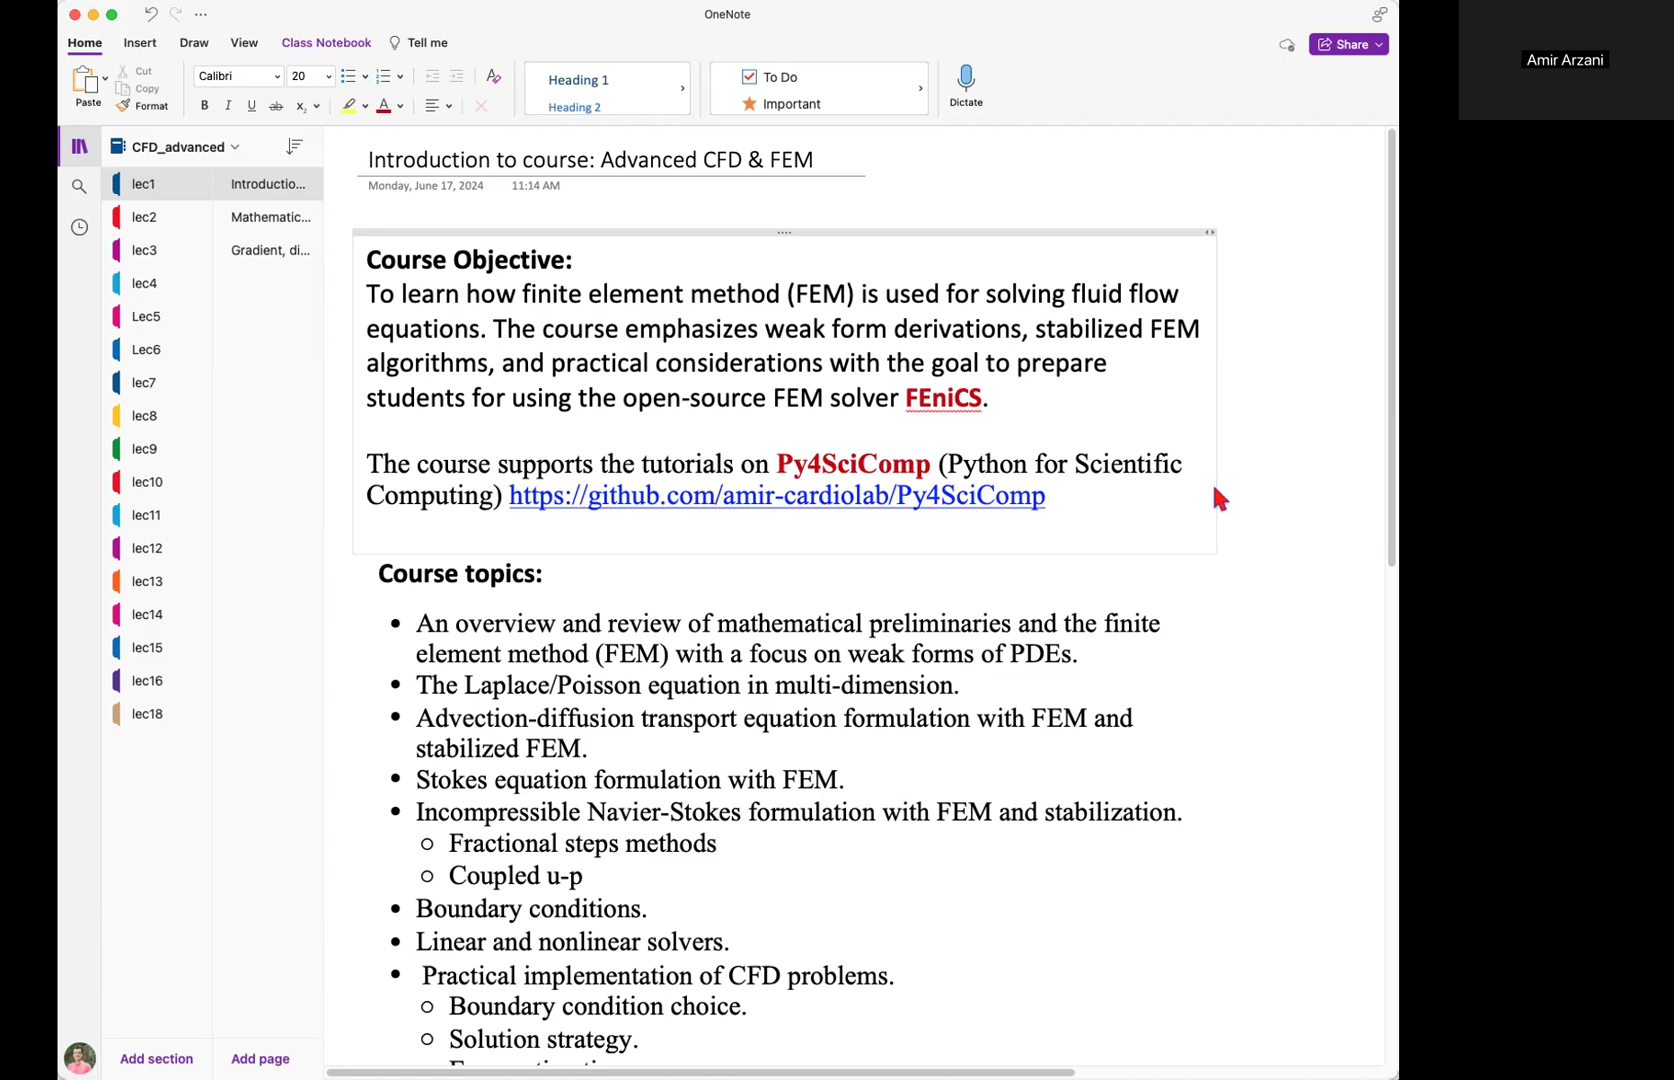 OneNote
Home Insert Draw View Class Notebook Tell me
Share
Paste
Cut
Copy
Format
Calibri 20
B I U ab x₂ A
Heading 1
Heading 2
To Do
Important
Dictate
Amir Arzani
CFD_advanced
lec1
lec2
lec3
lec4
Lec5
Lec6
lec7
lec8
lec9
lec10
lec11
lec12
lec13
lec14
lec15
lec16
lec18
Introductio...
Mathematic...
Gradient, di...
Add section
Add page
Introduction to course: Advanced CFD & FEM
Monday, June 17, 2024 11:14 AM
Course Objective:
To learn how finite element method (FEM) is used for solving fluid flow
equations. The course emphasizes weak form derivations, stabilized FEM
algorithms, and practical considerations with the goal to prepare
students for using the open-source FEM solver FEniCS.
The course supports the tutorials on Py4SciComp (Python for Scientific
Computing) https://github.com/amir-cardiolab/Py4SciComp
Course topics:
• An overview and review of mathematical preliminaries and the finite
element method (FEM) with a focus on weak forms of PDEs.
• The Laplace/Poisson equation in multi-dimension.
• Advection-diffusion transport equation formulation with FEM and
stabilized FEM.
• Stokes equation formulation with FEM.
• Incompressible Navier-Stokes formulation with FEM and stabilization.
○ Fractional steps methods
○ Coupled u-p
• Boundary conditions.
• Linear and nonlinear solvers.
• Practical implementation of CFD problems.
○ Boundary condition choice.
○ Solution strategy.